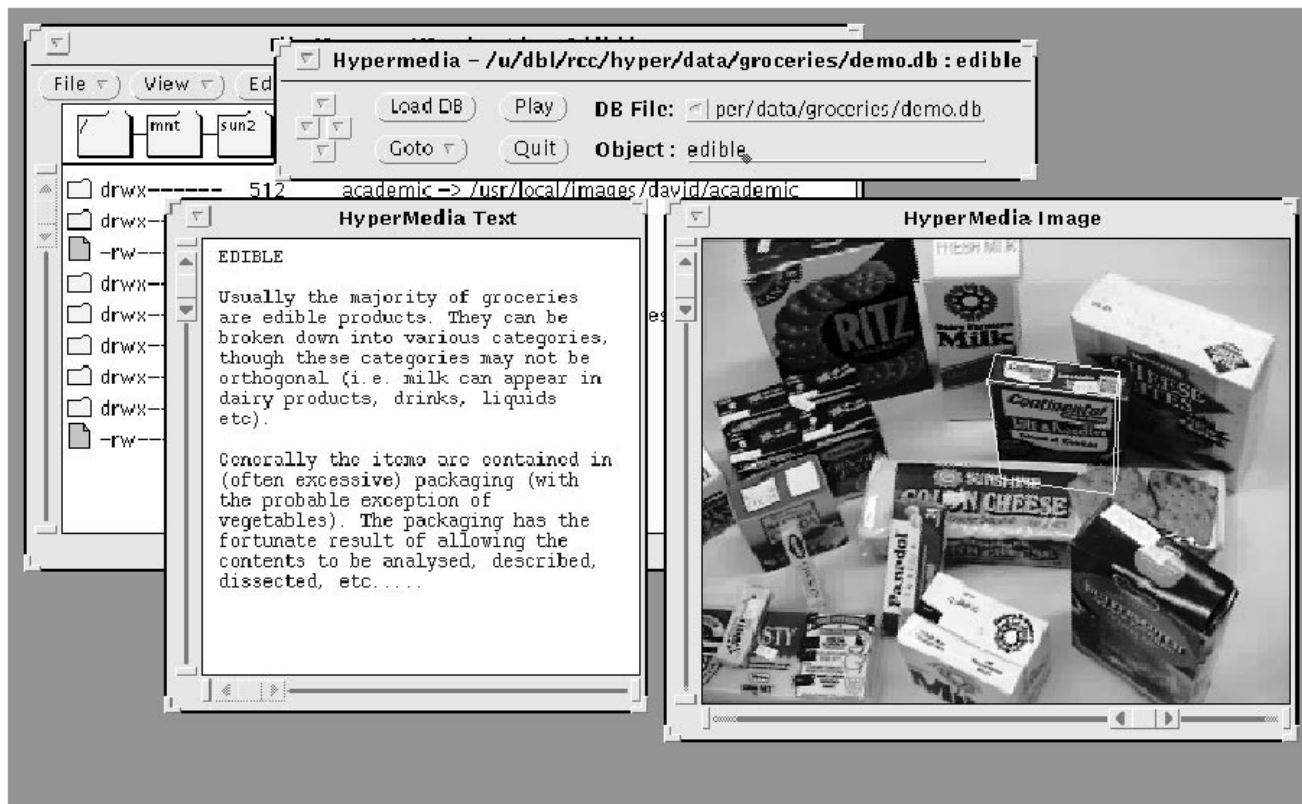 File View Ed
/ mnt sun2
drwx------ 512 academic -> /usr/local/images/david/academic
drwx--
-rw--
drwx--
drwx-- es
drwx--
drwx--
drwx--
-rw--
Hypermedia - /u/dbl/rcc/hyper/data/groceries/demo.db : edible
Load DB Play DB File: per/data/groceries/demo.db
Goto Quit Object: edible
HyperMedia Text
EDIBLE
Usually the majority of groceries
are edible products. They can be
broken down into various categories,
though these categories may not be
orthogonal (i.e. milk can appear in
dairy products, drinks, liquids
etc).
Generally the items are contained in
(often excessive) packaging (with
the probable exception of
vegetables). The packaging has the
fortunate result of allowing the
contents to be analysed, described,
dissected, etc.....
HyperMedia Image
FRESH MILK
RITZ
Milk
CHEESE
Continental
SUNSHINE
GOLDEN CHEESE
Panadol